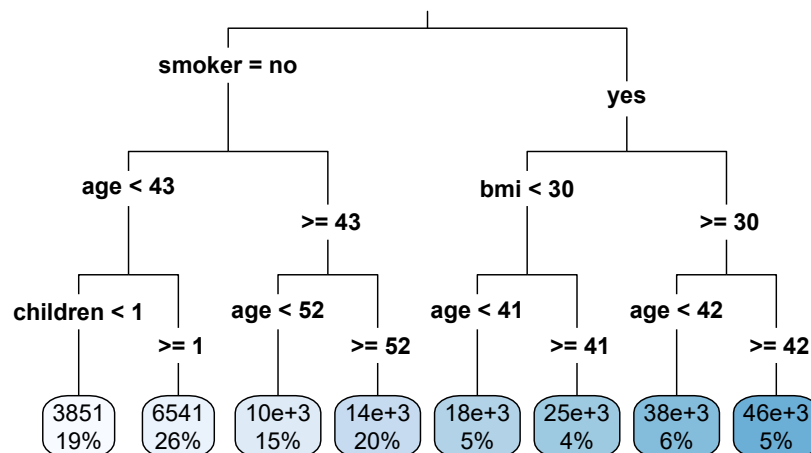 smoker = no
yes
age < 43
bmi < 30
>= 43
>= 30
children < 1
age < 52
age < 41
age < 42
>= 1
>= 52
>= 41
>= 42
3851
19%
6541
26%
10e+3
15%
14e+3
20%
18e+3
5%
25e+3
4%
38e+3
6%
46e+3
5%